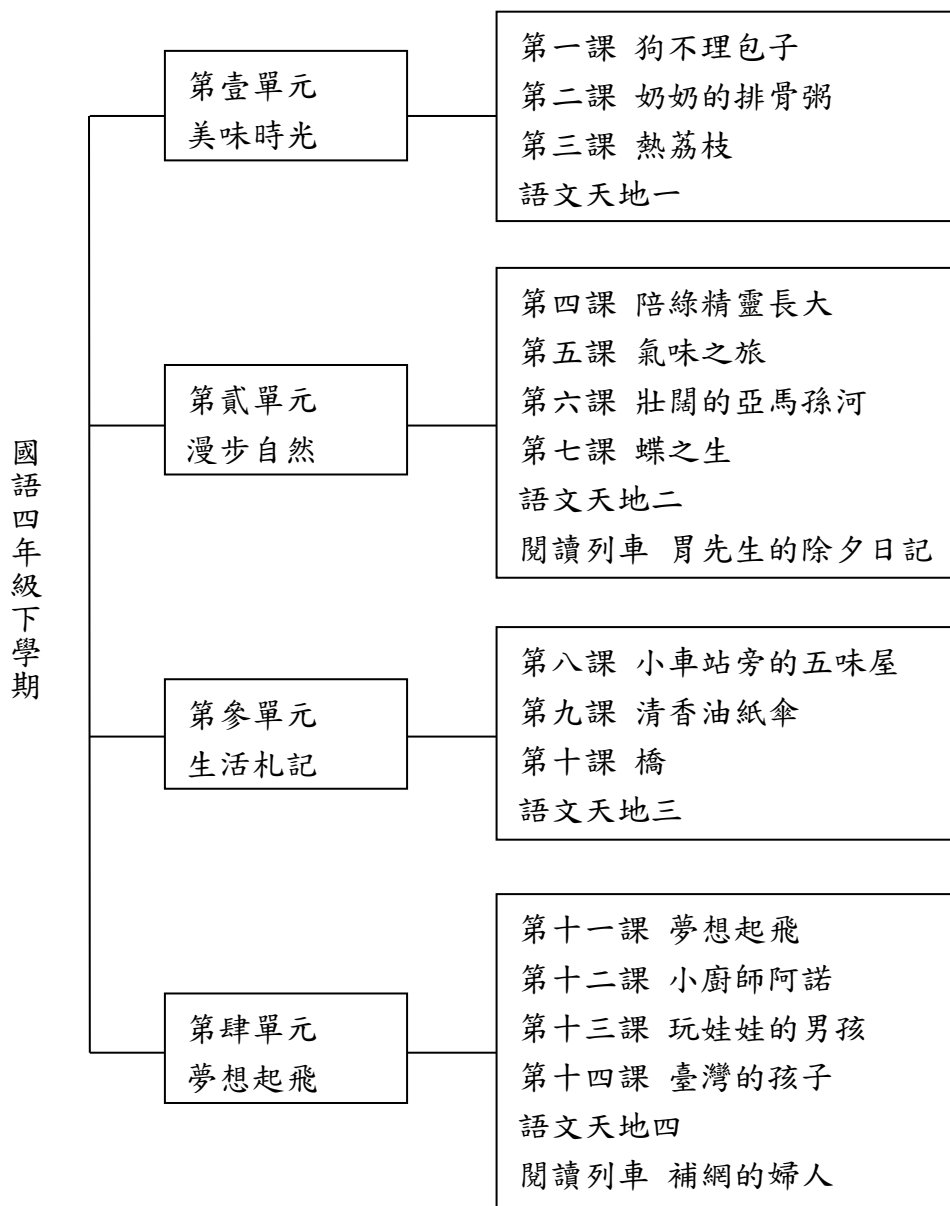 國語四年級下學期
第壹單元
美味時光
第一課 狗不理包子
第二課 奶奶的排骨粥
第三課 熱荔枝
語文天地一
第貳單元
漫步自然
第四課 陪綠精靈長大
第五課 氣味之旅
第六課 壯闊的亞馬孫河
第七課 蝶之生
語文天地二
閱讀列車 胃先生的除夕日記
第參單元
生活札記
第八課 小車站旁的五味屋
第九課 清香油紙傘
第十課 橋
語文天地三
第肆單元
夢想起飛
第十一課 夢想起飛
第十二課 小廚師阿諾
第十三課 玩娃娃的男孩
第十四課 臺灣的孩子
語文天地四
閱讀列車 補網的婦人